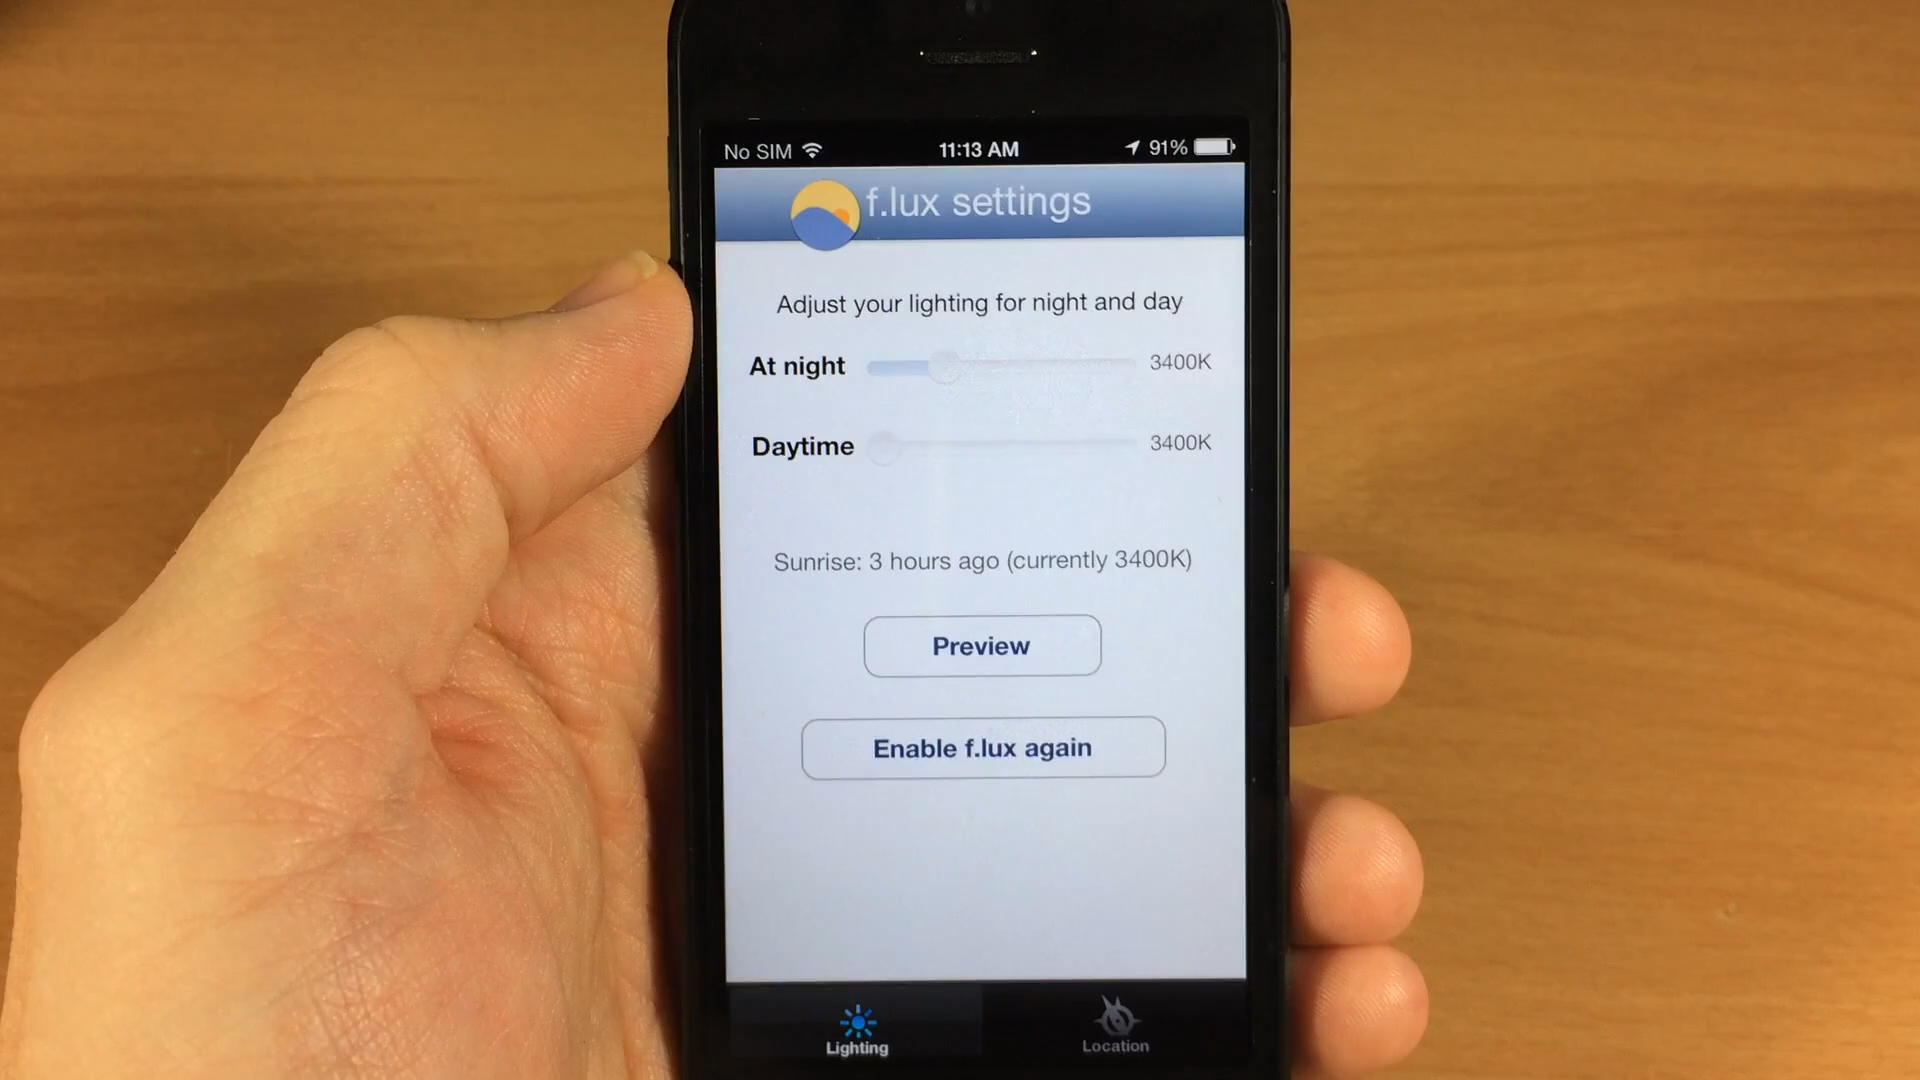 No SIM 11:13 AM 91%
f.lux settings
Adjust your lighting for night and day
At night 3400K
Daytime 3400K
Sunrise: 3 hours ago (currently 3400K)
Preview
Enable f.lux again
Lighting Location